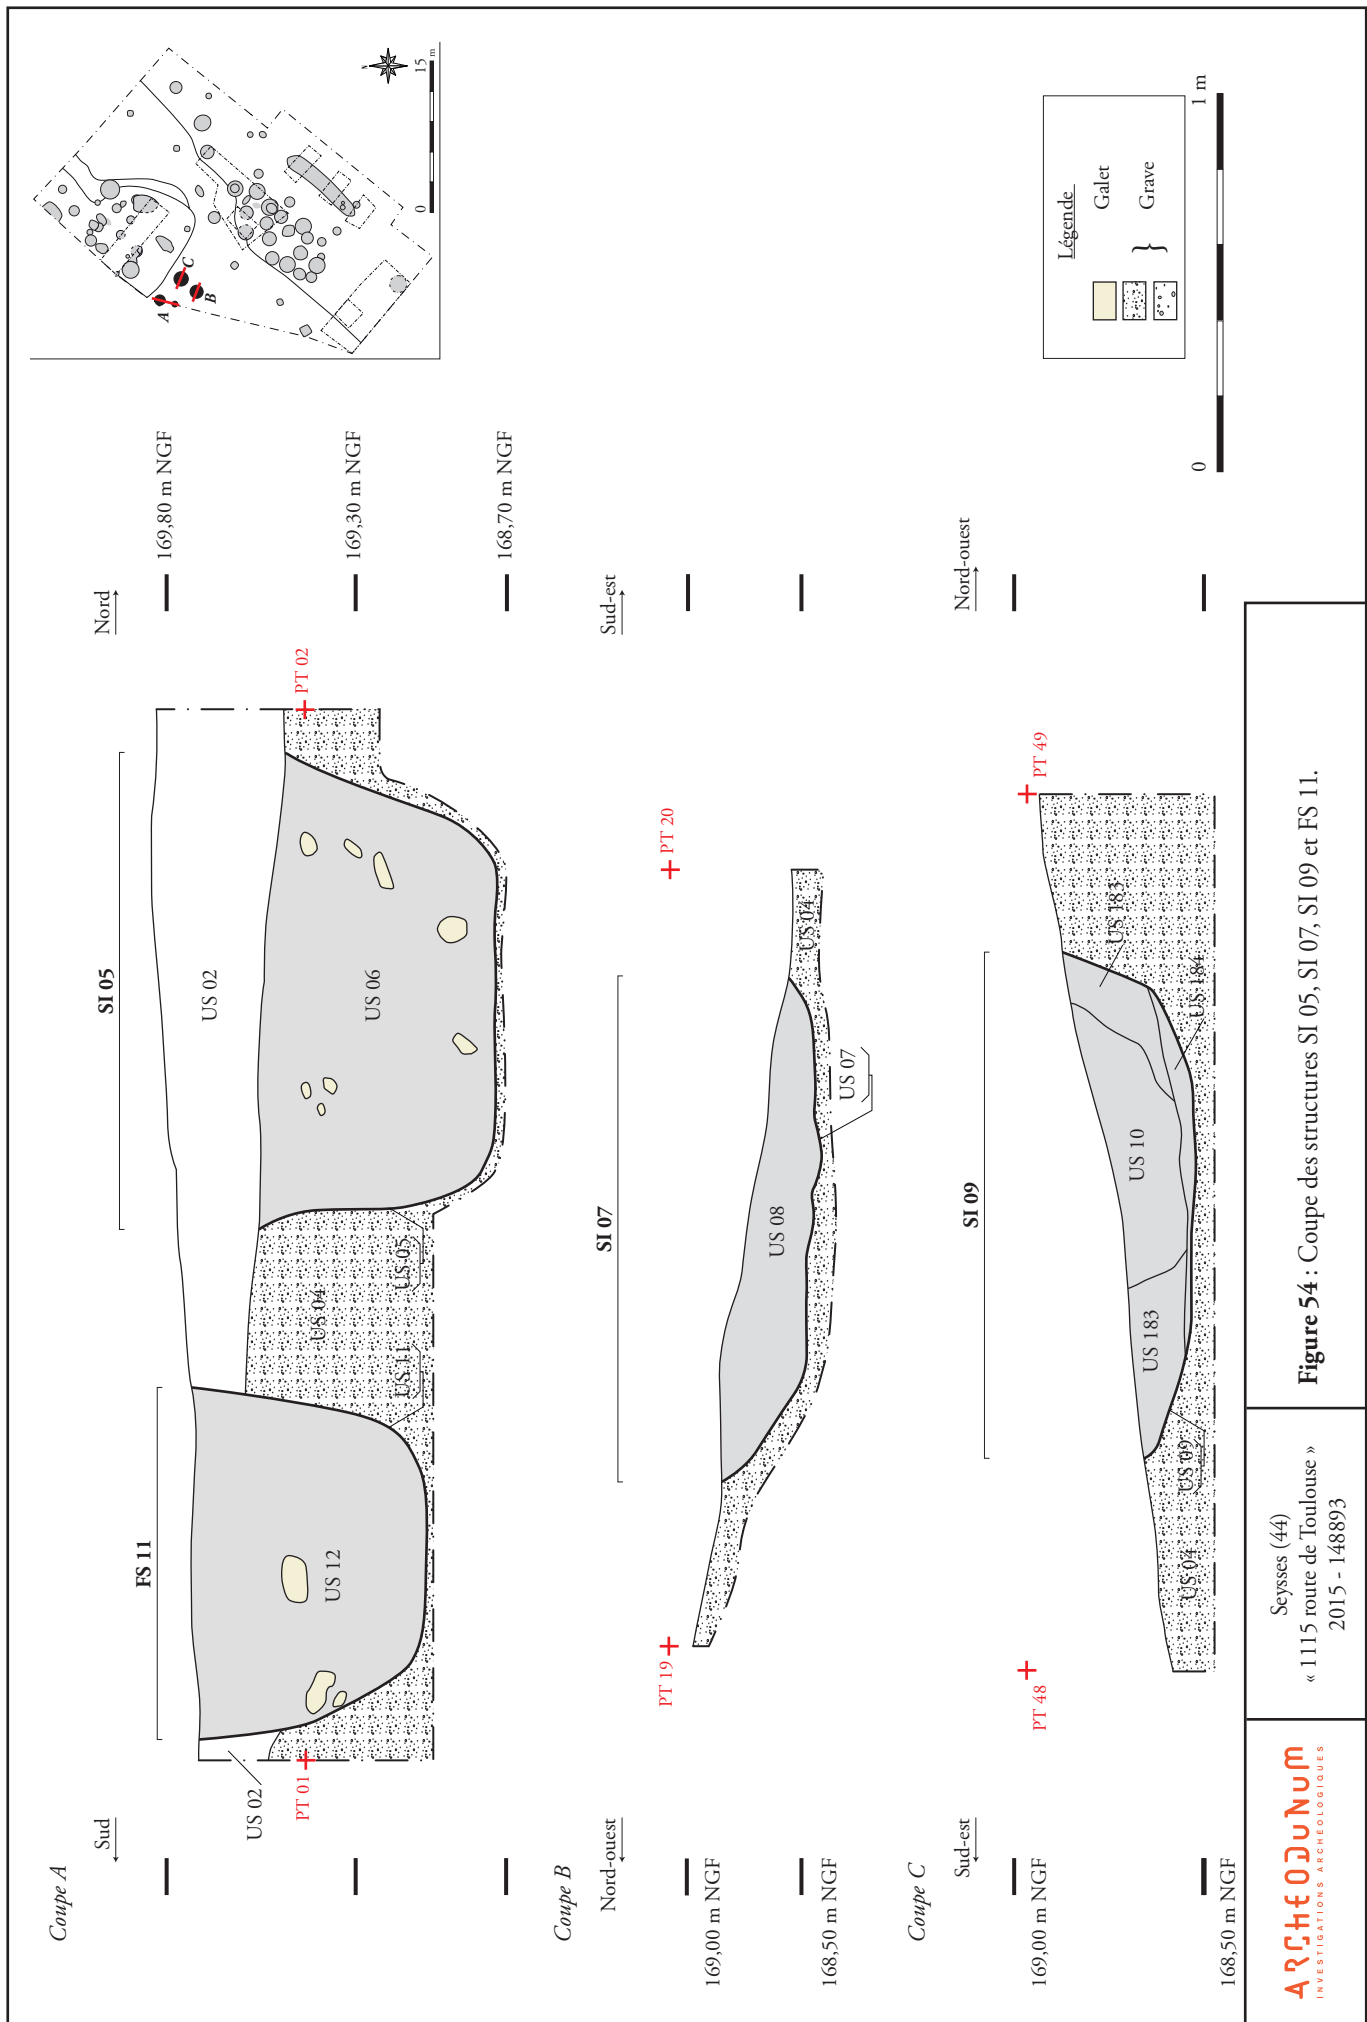 Coupe A
Sud
Nord
FS 11
SI 05
169,80 m NGF
169,30 m NGF
168,70 m NGF
US 02
US 02
US 12
US 11
US 04
US 05
US 06
PT 01
PT 02
Coupe B
Nord-ouest
Sud-est
SI 07
169,00 m NGF
168,50 m NGF
PT 19
PT 20
US 08
US 07
US 04
Coupe C
Sud-est
Nord-ouest
SI 09
169,00 m NGF
168,50 m NGF
PT 48
PT 49
US 04
US 09
US 183
US 10
US 184
US 183
A
B
C
N
0
15
m
Légende
Galet
Grave
0
1 m
ARCHEODUNUM
INVESTIGATIONS ARCHÉOLOGIQUES
Seysses (44)
« 1115 route de Toulouse »
2015 - 148893
Figure 54 : Coupe des structures SI 05, SI 07, SI 09 et FS 11.